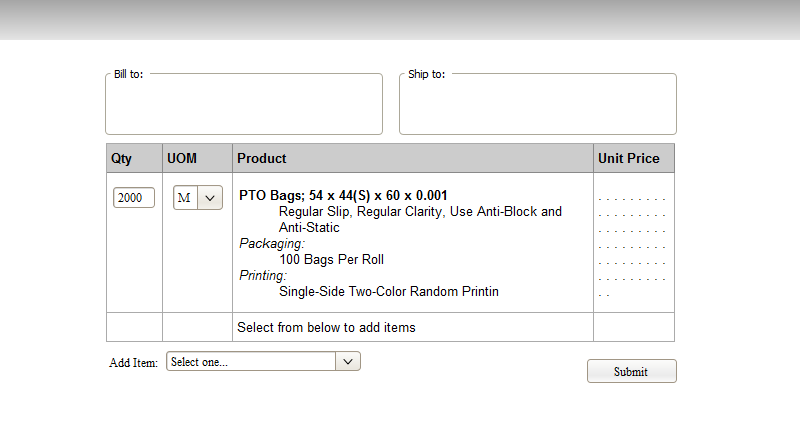 Bill to:
Ship to:
Qty UOM Product Unit Price
2000 M PTO Bags; 54 x 44(S) x 60 x 0.001 . . . . . . . . .
Regular Slip, Regular Clarity, Use Anti-Block and . . . . . . . . .
Anti-Static . . . . . . . . .
Packaging: . . . . . . . . .
100 Bags Per Roll . . . . . . . . .
Printing: . . . . . . . . .
Single-Side Two-Color Random Printin . .
Select from below to add items
Add Item: Select one...
Submit